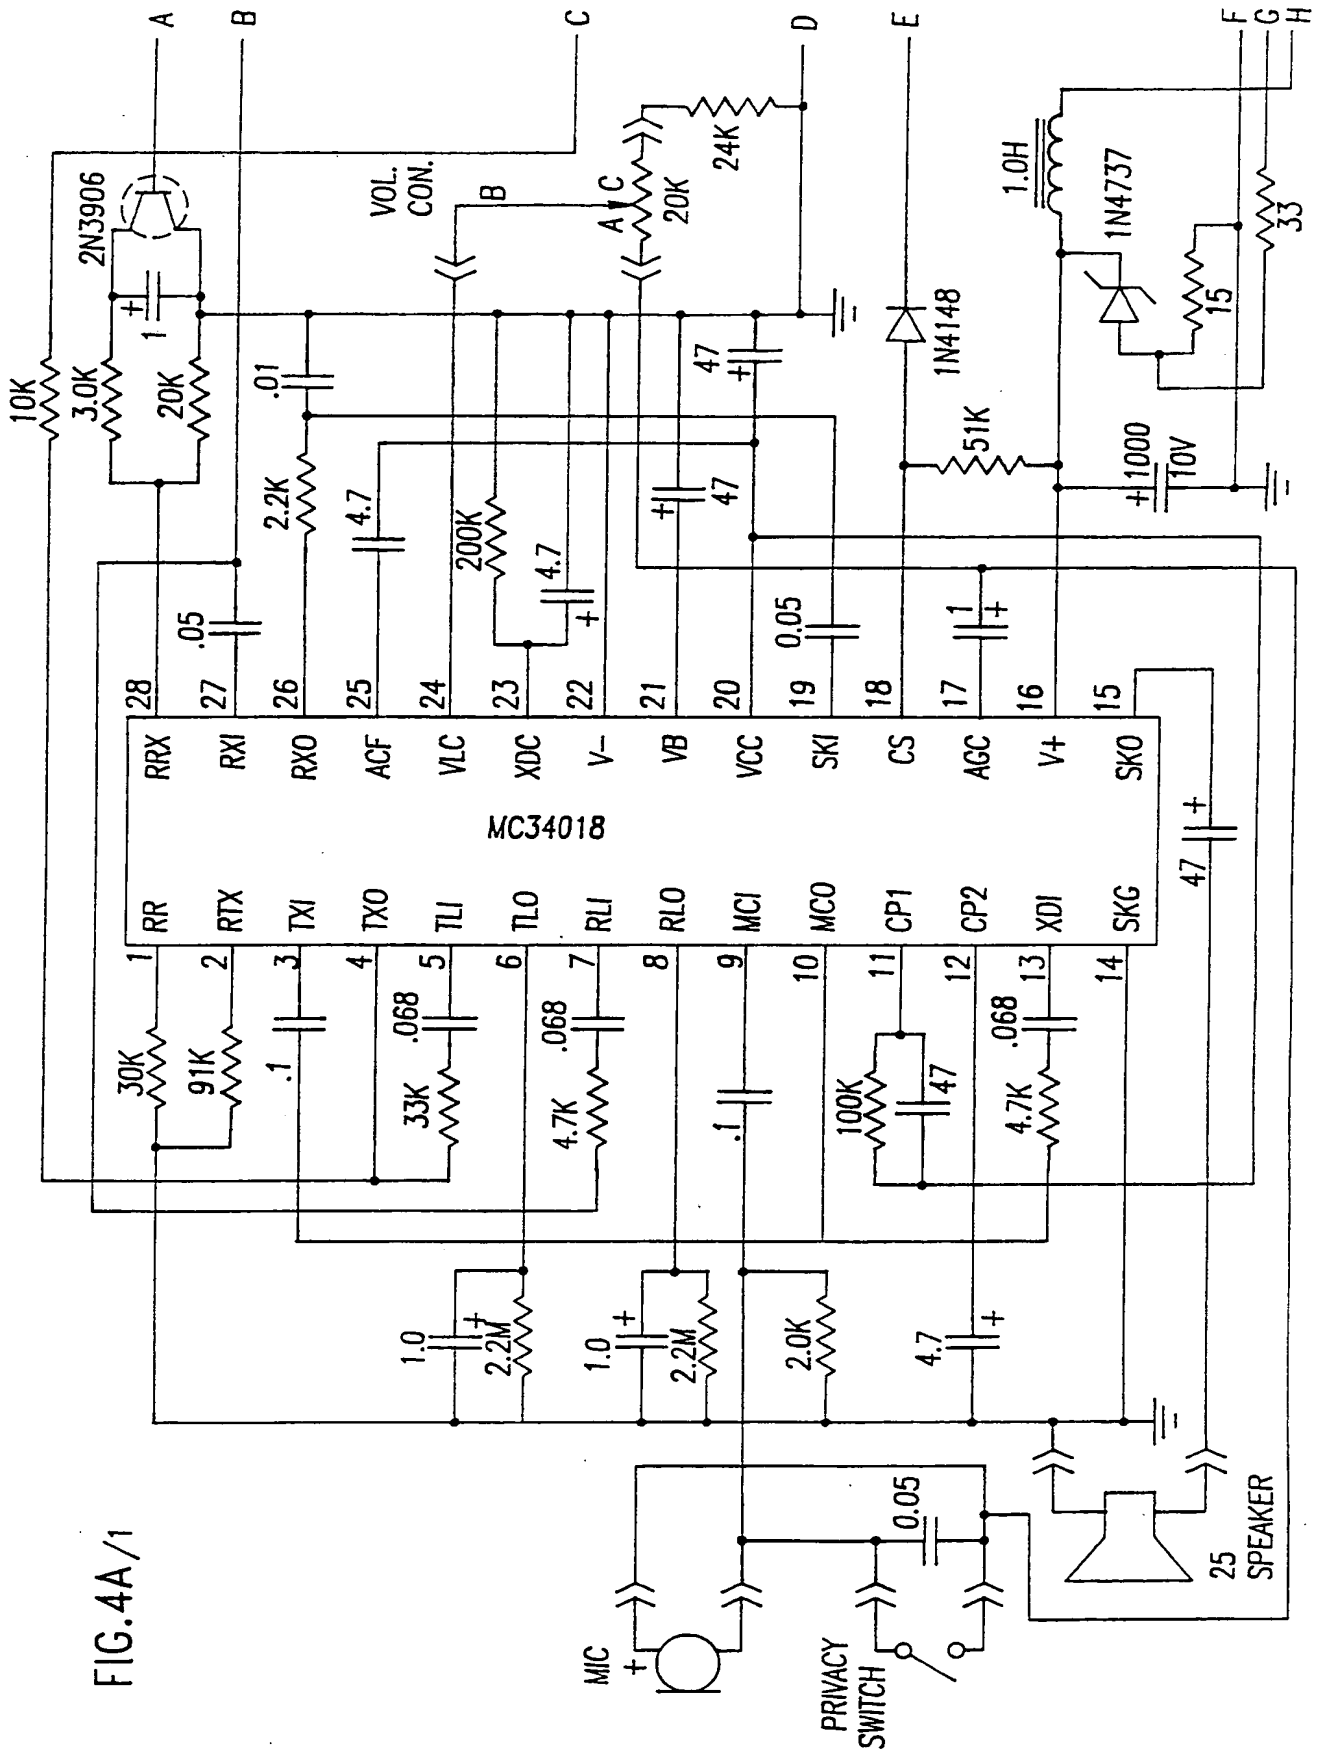 FIG.4A/1
A
B
C
D
E
F
G
H
10K
3.0K
20K
1
+
2N3906
.01
2.2K
4.7
.05
VOL.
CON.
B
A
C
20K
24K
200K
4.7
+
+
47
47
+
0.05
1
+
1N4148
51K
1.0H
1N4737
15
33
+
1000
10V
28
27
26
25
24
23
22
21
20
19
18
17
16
15
RRX
RXI
RXO
ACF
VLC
XDC
V-
VB
VCC
SKI
CS
AGC
V+
SKO
MC34018
RR
RTX
TXI
TXO
TLI
TLO
RLI
RLO
MCI
MCO
CP1
CP2
XDI
SKG
1
2
3
4
5
6
7
8
9
10
11
12
13
14
30K
91K
.1
33K
.068
4.7K
.068
.1
100K
47
4.7K
.068
47
+
1.0
+
2.2M
1.0
+
2.2M
2.0K
4.7
+
MIC
+
PRIVACY
SWITCH
0.05
25
SPEAKER